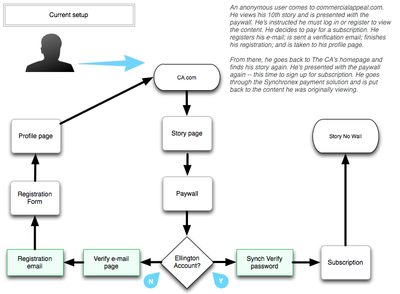 Current setup
An anonymous user comes to commercialappeal.com.
He views his 10th story and is presented with the
paywall. He's instructed he must log in or register to view
the content. He decides to pay for a subscription. He
registers his e-mail; is sent a verification email; finishes
his registration; and is taken to his profile page.
From there, he goes back to The CA's homepage and
finds his story again. He's presented with the paywall
again -- this time to sign up for subscription. He goes
through the Synchronex payment solution and is put
back to the content he was originally viewing.
CA.com
Profile page
Story page
Story No Wall
Registration
Form
Paywall
Registration
email
Verify e-mail
page
Ellington
Account?
Synch Verify
password
Subscription
N
Y